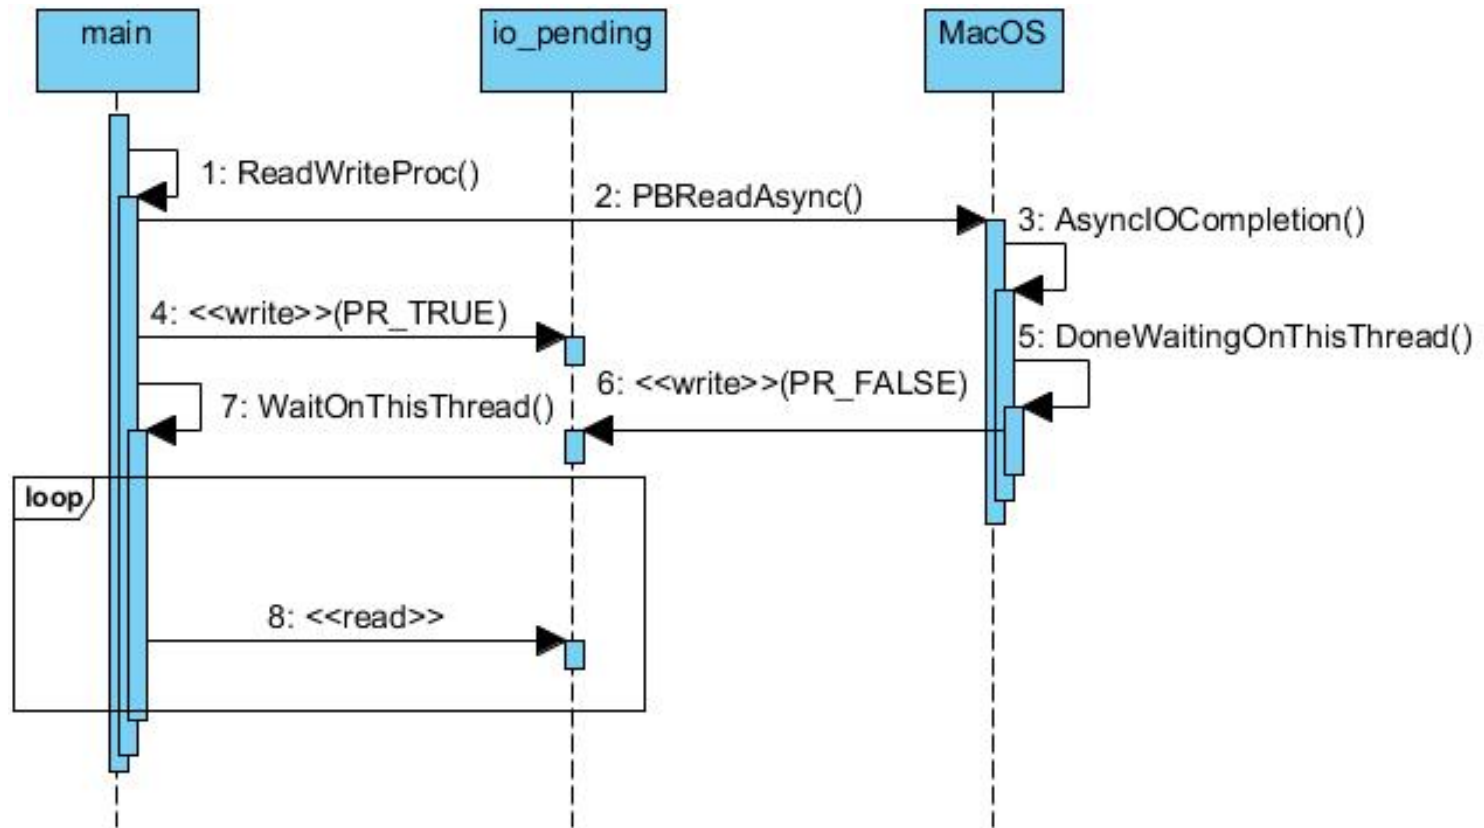 main
io_pending
MacOS
1: ReadWriteProc()
2: PBReadAsync()
3: AsyncIOCompletion()
4: <<write>>(PR_TRUE)
5: DoneWaitingOnThisThread()
6: <<write>>(PR_FALSE)
7: WaitOnThisThread()
loop
8: <<read>>